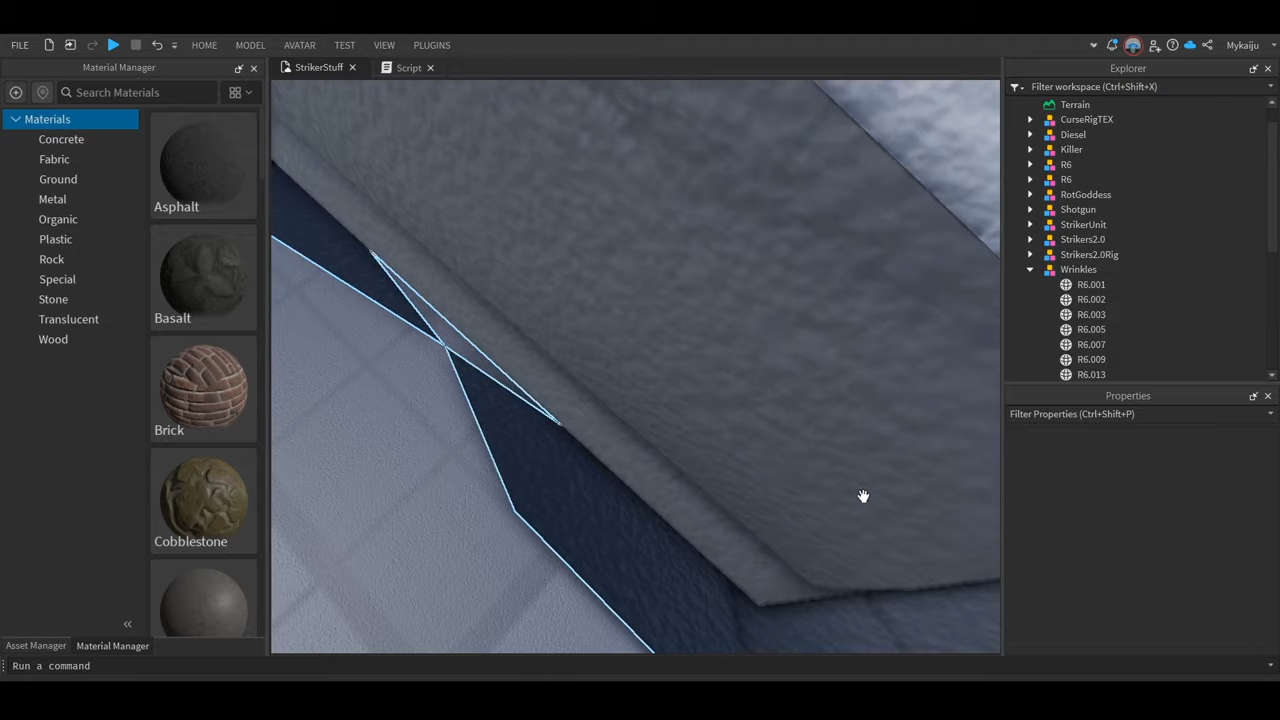 FILE HOME MODEL AVATAR TEST VIEW PLUGINS Mykaiju
Material Manager
Search Materials
Materials
Concrete
Fabric
Ground
Metal
Organic
Plastic
Rock
Special
Stone
Translucent
Wood
Asphalt
Basalt
Brick
Cobblestone
Asset Manager Material Manager
Run a command
StrikerStuff Script
Explorer
Filter workspace (Ctrl+Shift+X)
Terrain
CurseRigTEX
Diesel
Killer
R6
R6
RotGoddess
Shotgun
StrikerUnit
Strikers2.0
Strikers2.0Rig
Wrinkles
R6.001
R6.002
R6.003
R6.005
R6.007
R6.009
R6.013
Properties
Filter Properties (Ctrl+Shift+P)